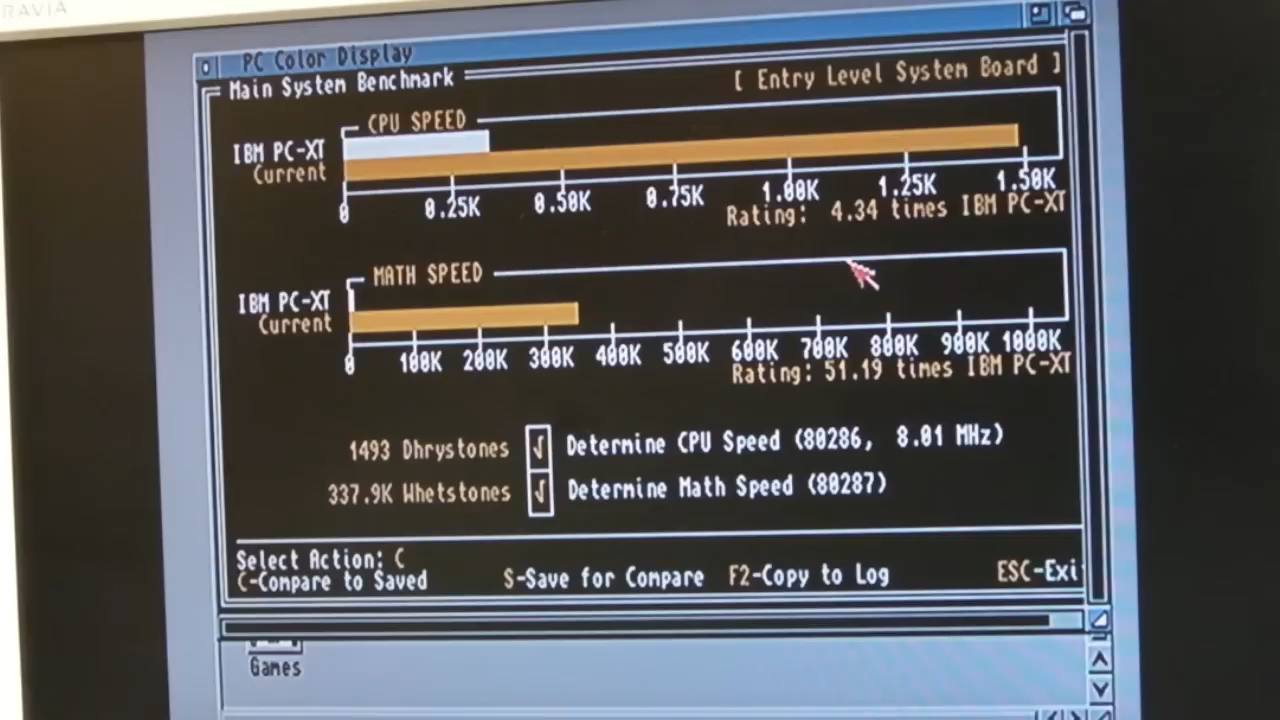 RAVIA
PC Color Display
Main System Benchmark
[ Entry Level System Board ]
CPU SPEED
IBM PC-XT
Current
0 0.25K 0.50K 0.75K 1.00K 1.25K 1.50K
Rating: 4.34 times IBM PC-XT
MATH SPEED
IBM PC-XT
Current
0 100K 200K 300K 400K 500K 600K 700K 800K 900K 1000K
Rating: 51.19 times IBM PC-XT
1493 Dhrystones √ Determine CPU Speed (80286, 8.01 MHz)
337.9K Whetstones √ Determine Math Speed (80287)
Select Action: C
C-Compare to Saved S-Save for Compare F2-Copy to Log ESC-Exi
Games